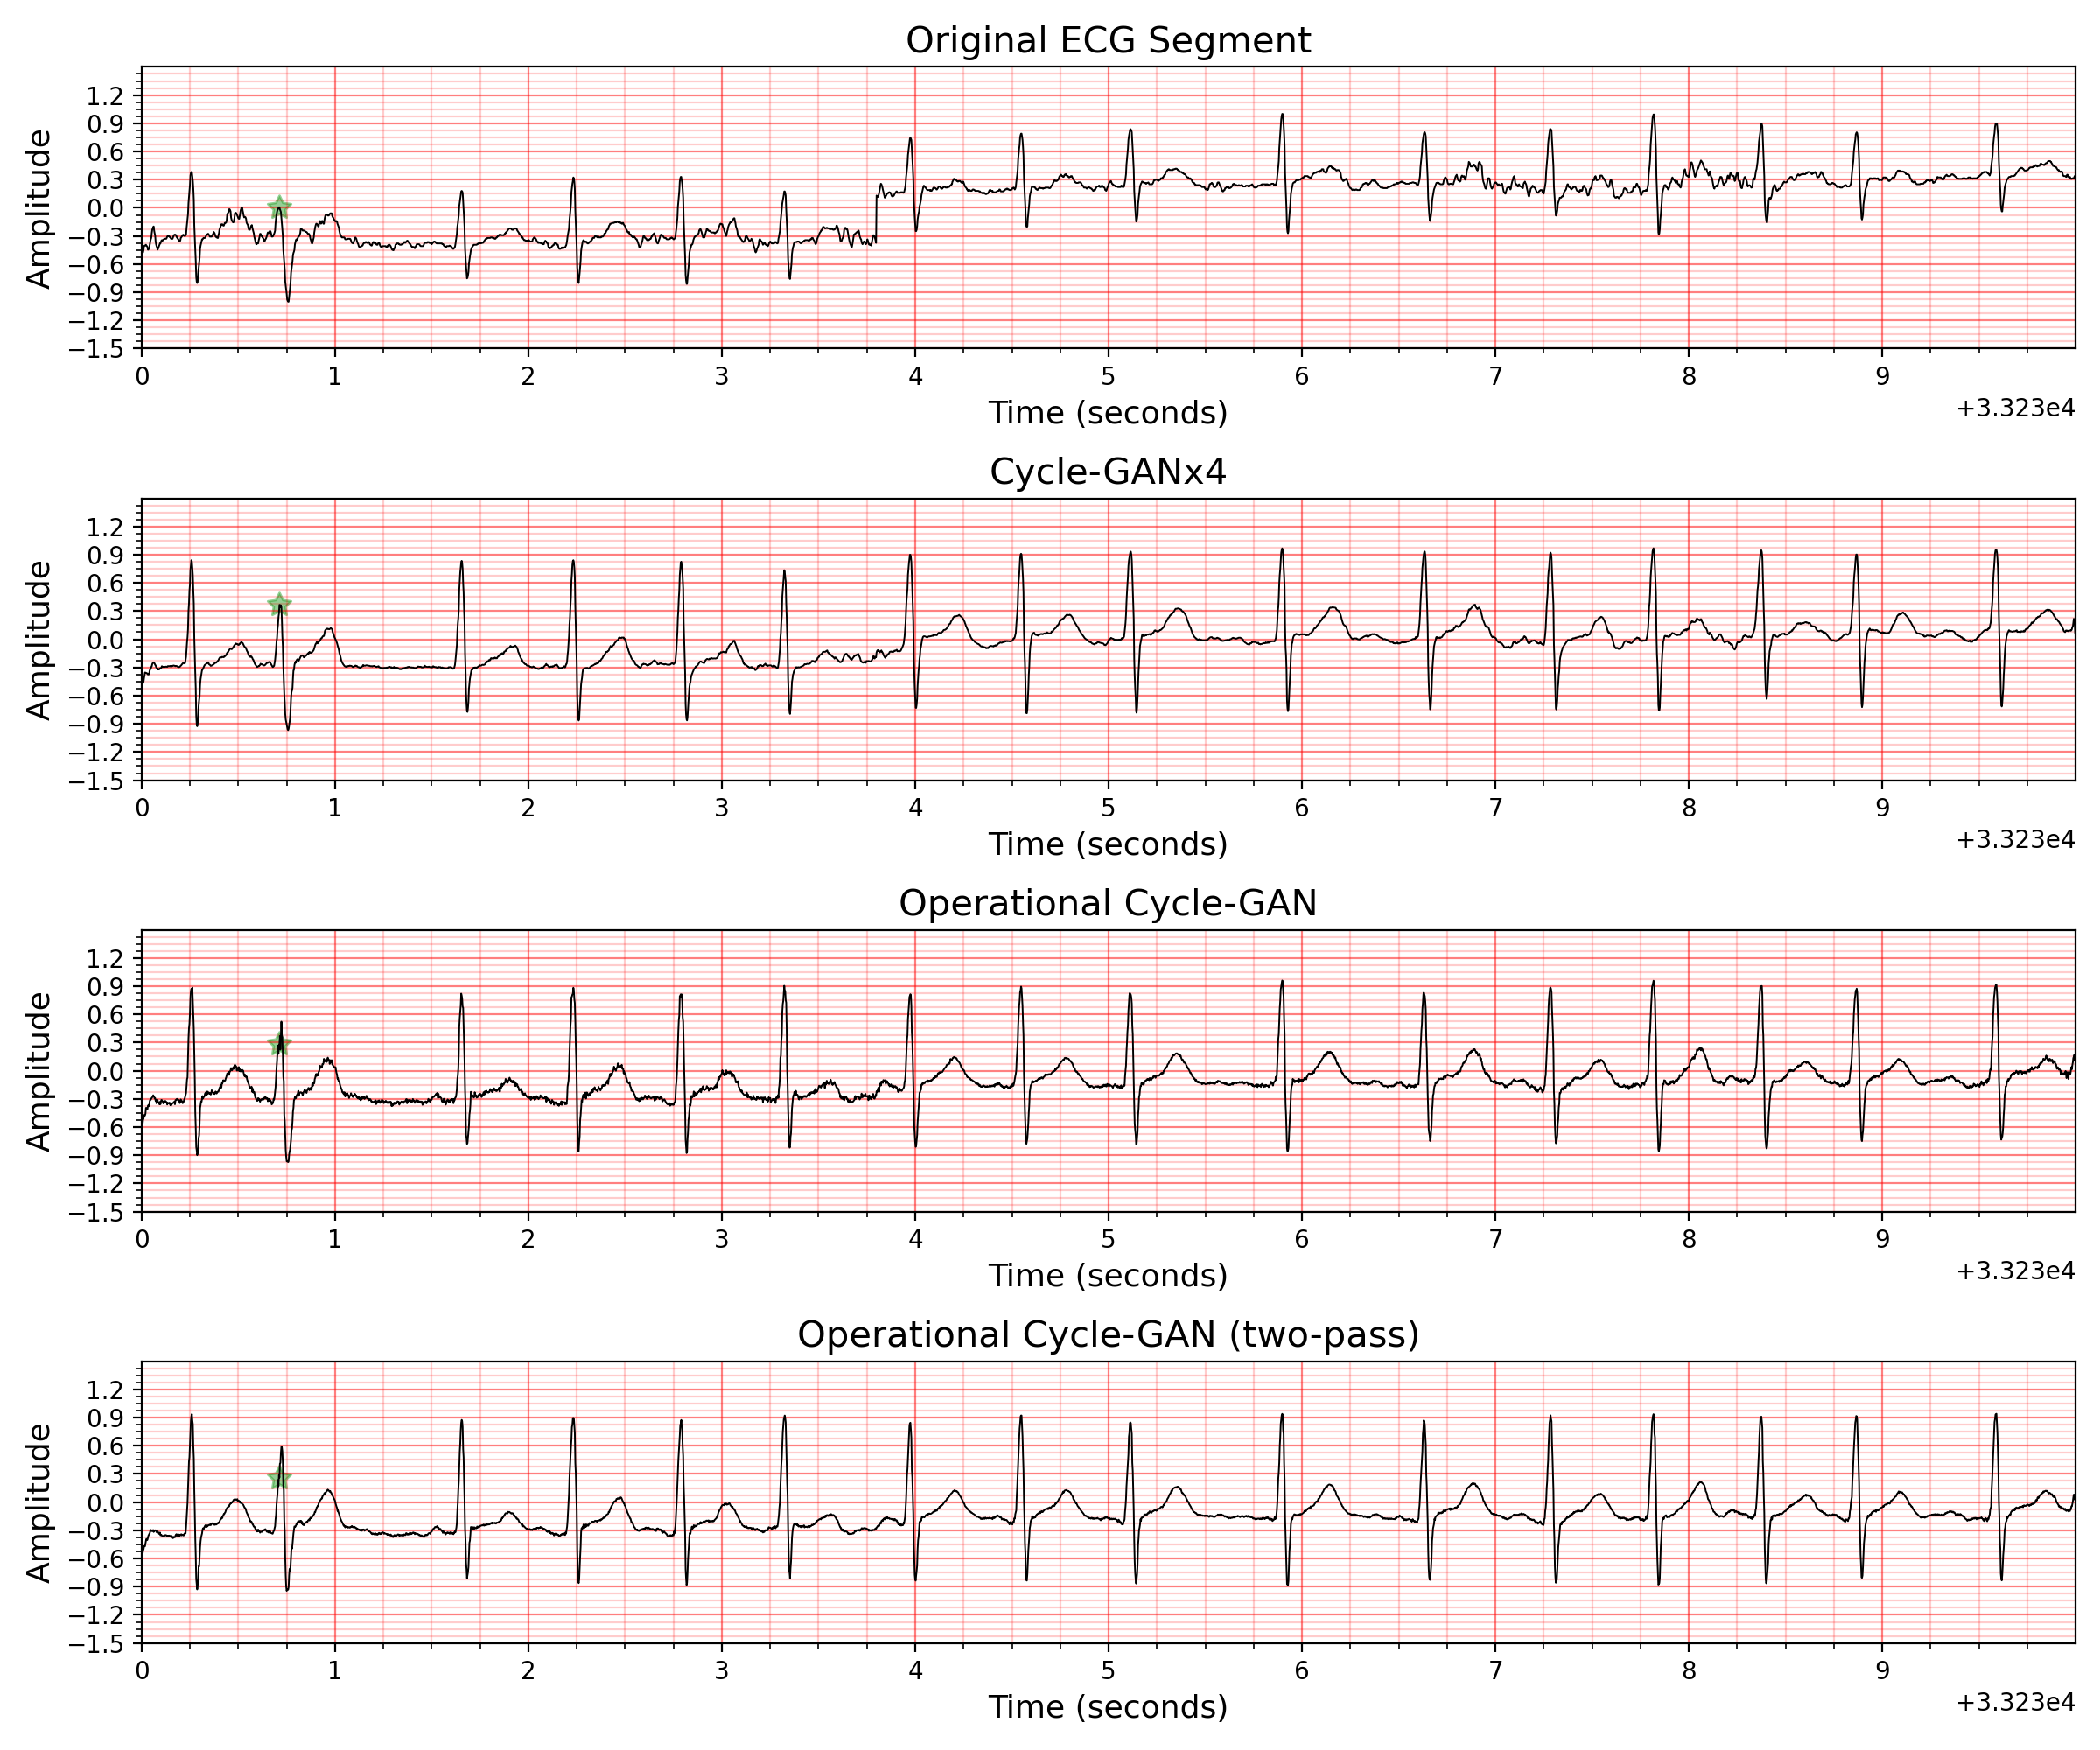 Original ECG Segment
1.2
0.9
0.6
0.3
0.0
−0.3
−0.6
−0.9
−1.2
−1.5
Amplitude
0 1 2 3 4 5 6 7 8 9
Time (seconds)
+3.323e4
Cycle-GANx4
1.2
0.9
0.6
0.3
0.0
−0.3
−0.6
−0.9
−1.2
−1.5
Amplitude
0 1 2 3 4 5 6 7 8 9
Time (seconds)
+3.323e4
Operational Cycle-GAN
1.2
0.9
0.6
0.3
0.0
−0.3
−0.6
−0.9
−1.2
−1.5
Amplitude
0 1 2 3 4 5 6 7 8 9
Time (seconds)
+3.323e4
Operational Cycle-GAN (two-pass)
1.2
0.9
0.6
0.3
0.0
−0.3
−0.6
−0.9
−1.2
−1.5
Amplitude
0 1 2 3 4 5 6 7 8 9
Time (seconds)
+3.323e4